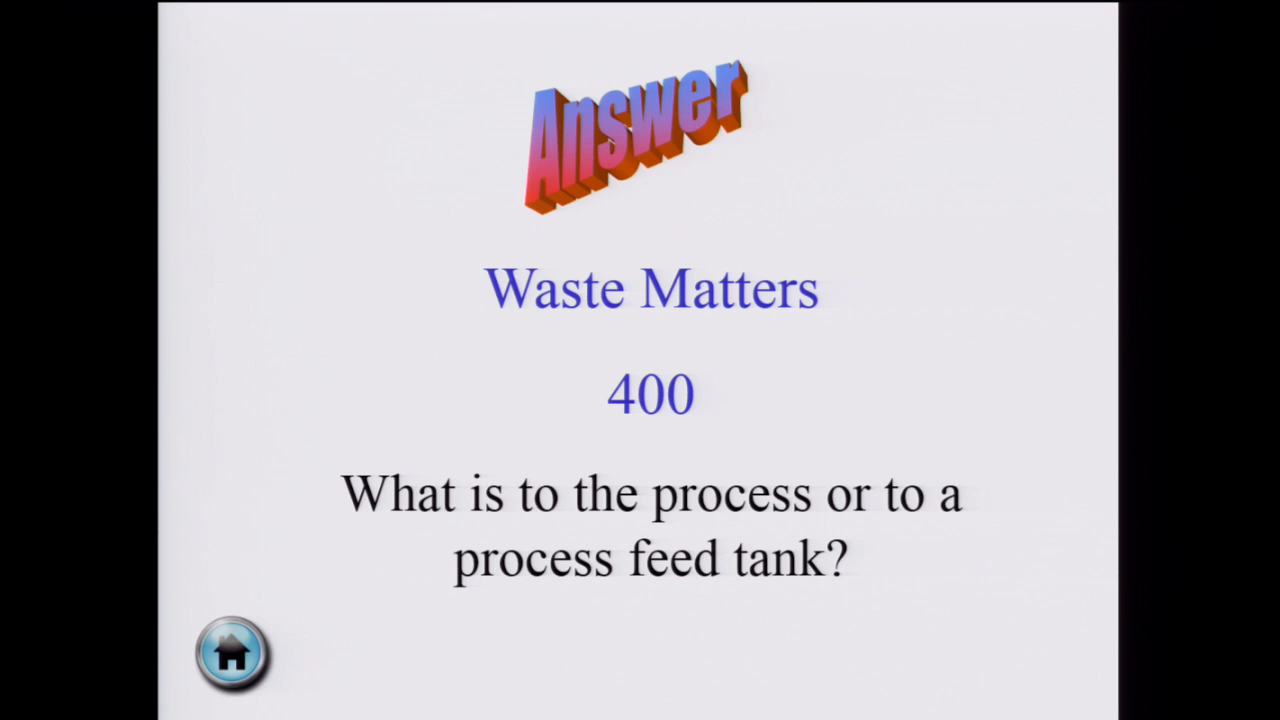 Answer
Waste Matters
400
What is to the process or to a
process feed tank?